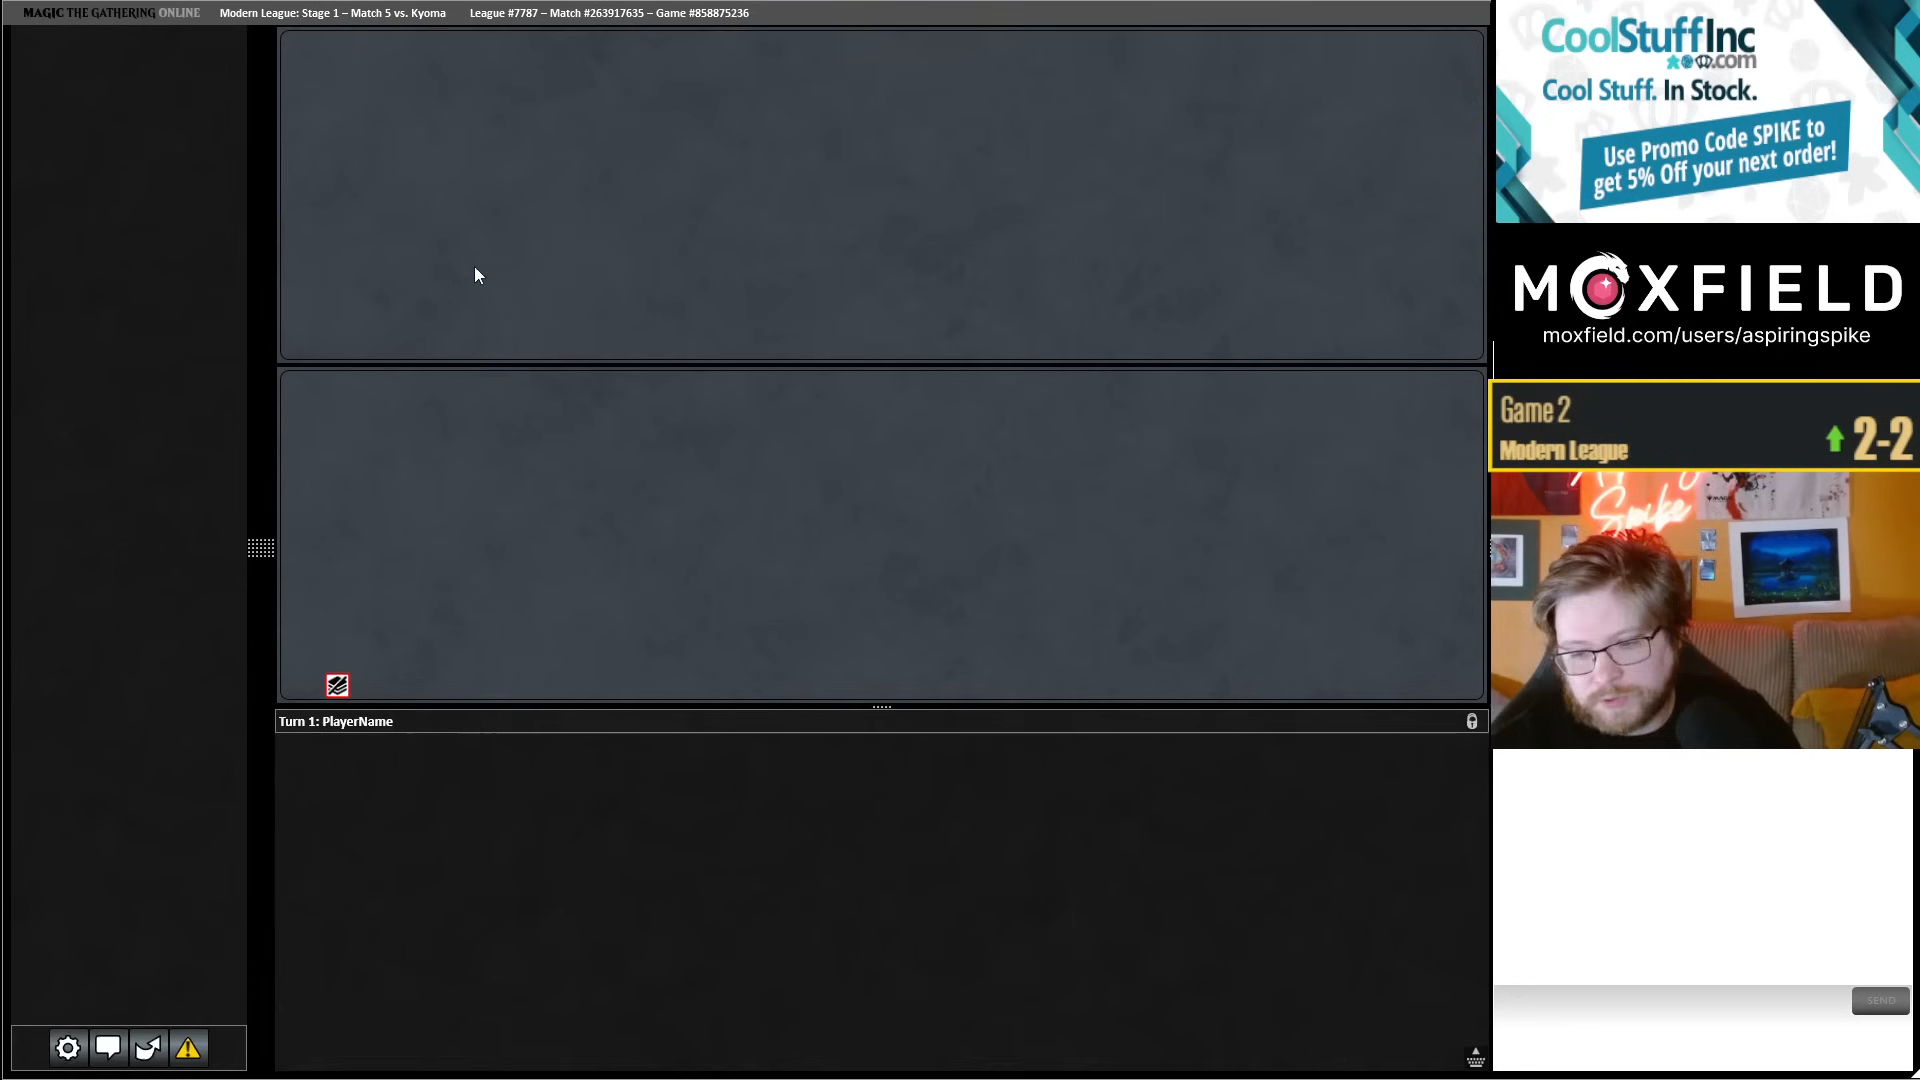 MAGIC THE GATHERING ONLINE
Modern League: Stage 1 – Match 5 vs. Kyoma
League #7787 – Match #263917635 – Game #858875236
CoolStuffInc
.com
Cool Stuff. In Stock.
Use Promo Code SPIKE to
get 5% Off your next order!
MOXFIELD
moxfield.com/users/aspiringspike
Game 2
Modern League
2-2
Spike
Turn 1: PlayerName
SEND